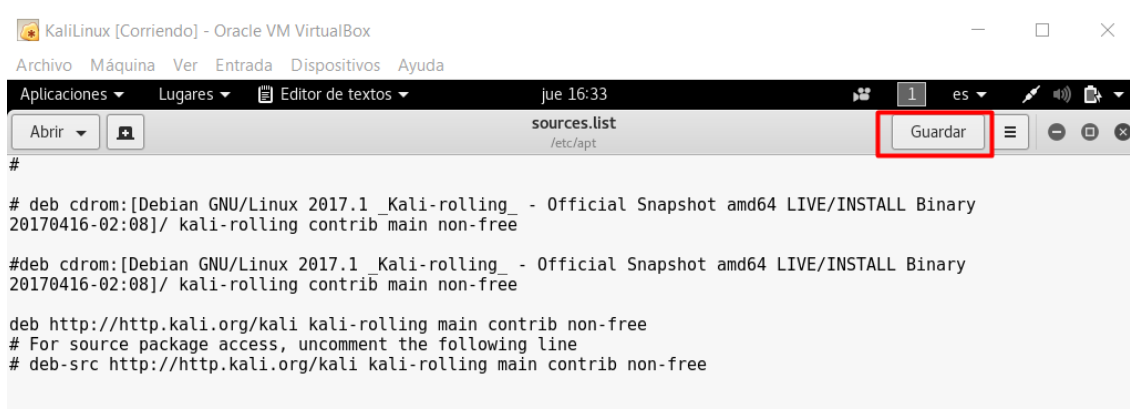 KaliLinux [Corriendo] - Oracle VM VirtualBox
Archivo Máquina Ver Entrada Dispositivos Ayuda
Aplicaciones Lugares Editor de textos jue 16:33 1 es
Abrir sources.list Guardar
/etc/apt
#
# deb cdrom:[Debian GNU/Linux 2017.1 _Kali-rolling_ - Official Snapshot amd64 LIVE/INSTALL Binary
20170416-02:08]/ kali-rolling contrib main non-free
#deb cdrom:[Debian GNU/Linux 2017.1 _Kali-rolling_ - Official Snapshot amd64 LIVE/INSTALL Binary
20170416-02:08]/ kali-rolling contrib main non-free
deb http://http.kali.org/kali kali-rolling main contrib non-free
# For source package access, uncomment the following line
# deb-src http://http.kali.org/kali kali-rolling main contrib non-free